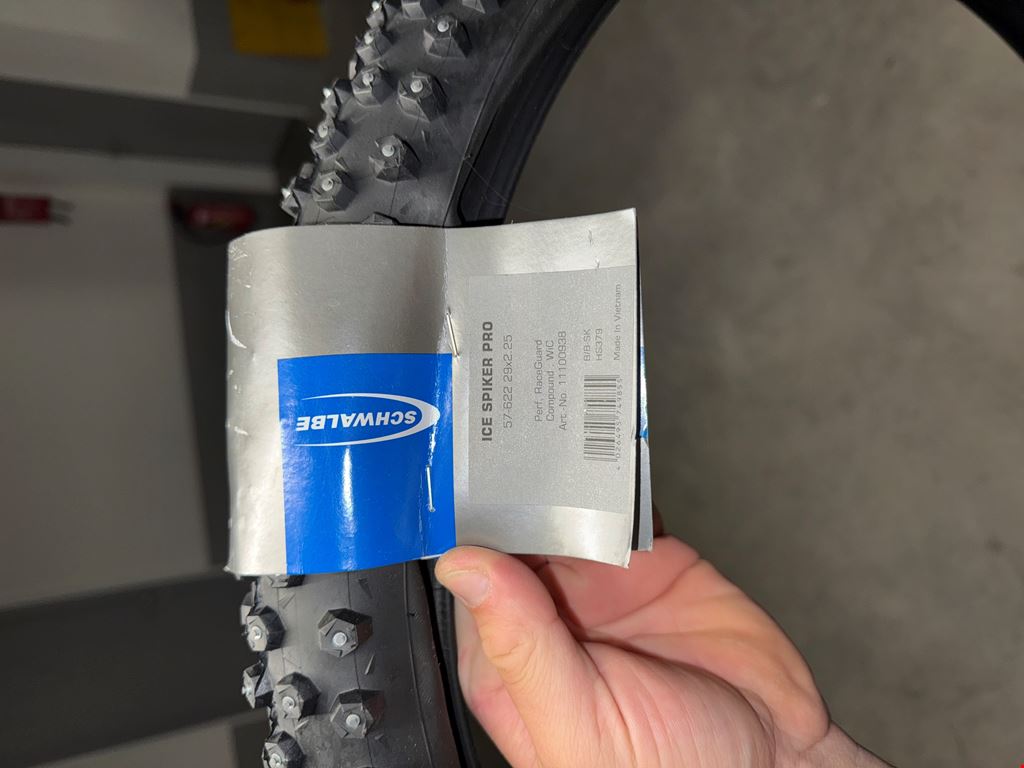 SCHWALBE
ICE SPIKER PRO
57-622 29x2.25
Perf, RaceGuard
Compound WiC
Art.-No. 11100938
B/B-SK
HS379
Made In Vietnam